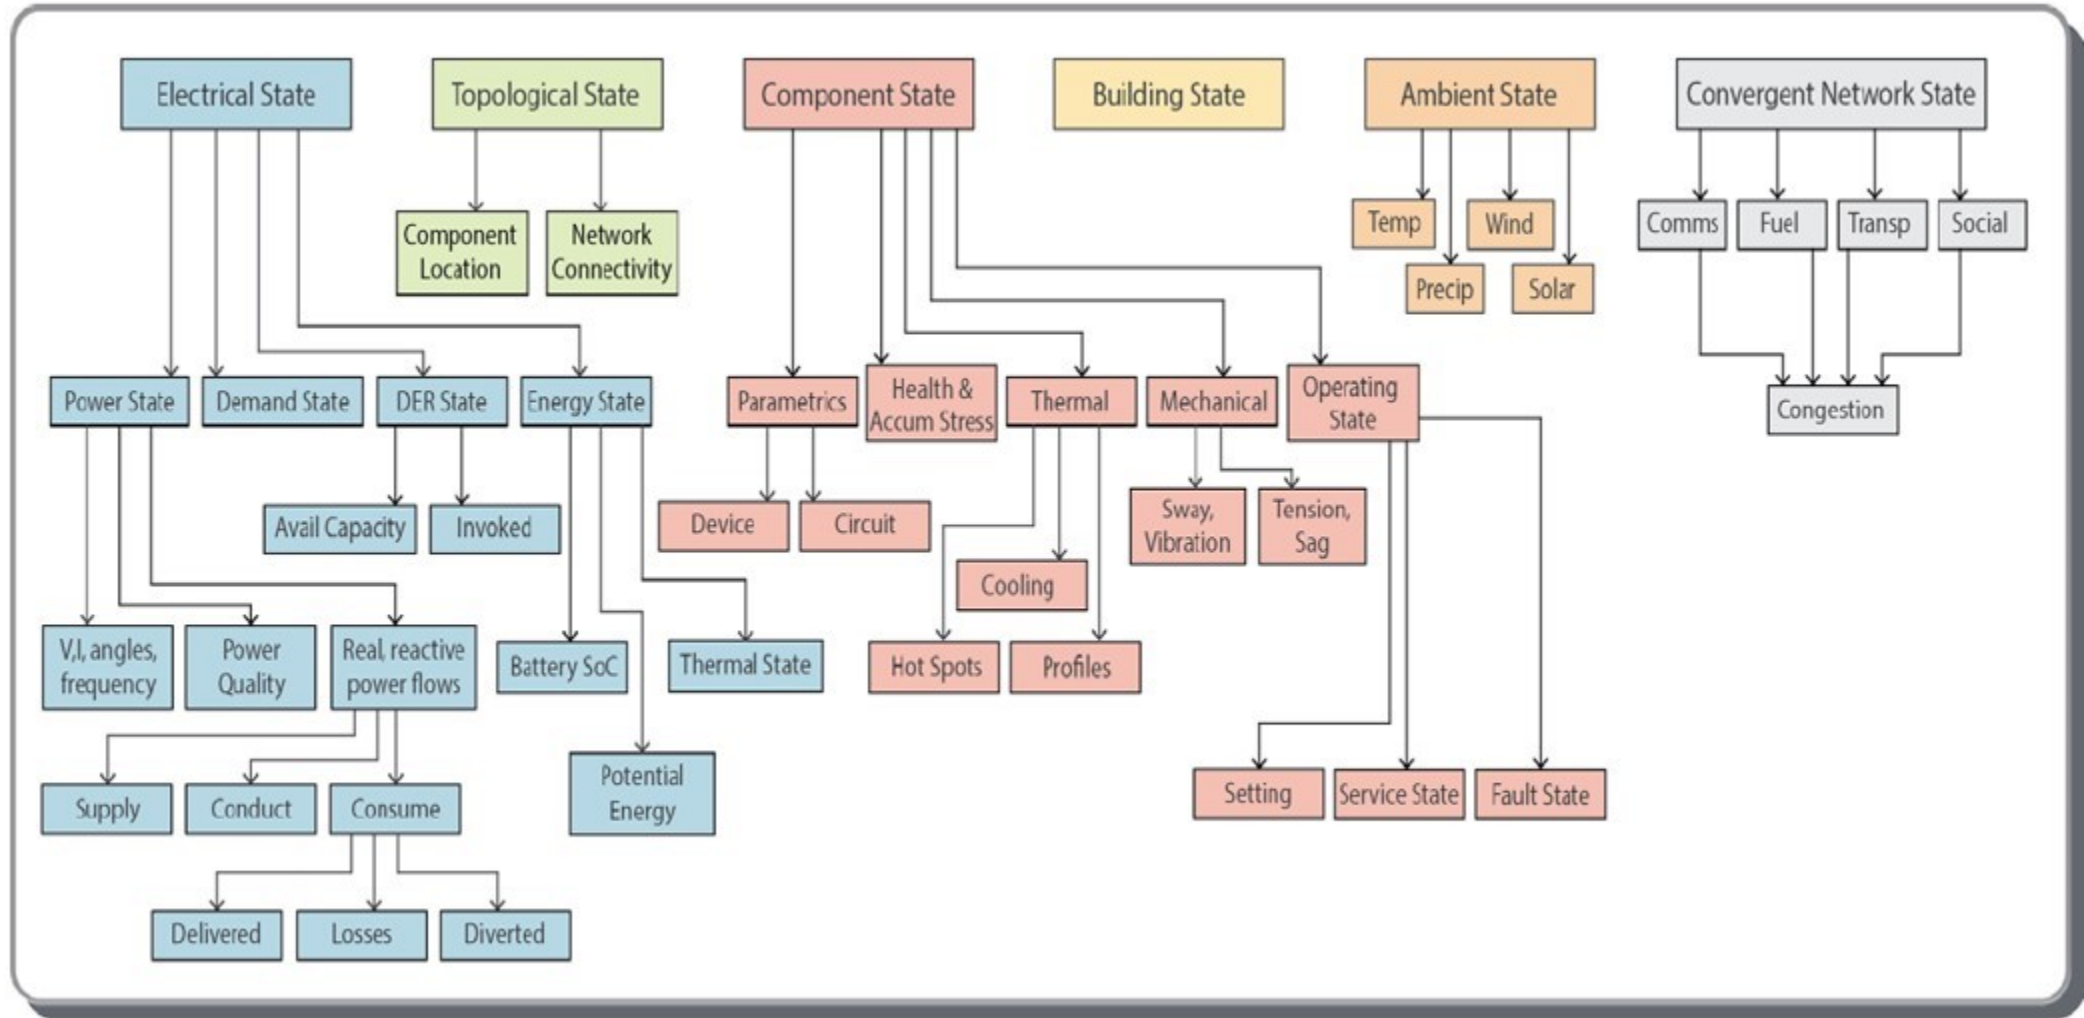 Electrical State
Topological State
Component State
Building State
Ambient State
Convergent Network State
Component
Location
Network
Connectivity
Temp
Wind
Precip
Solar
Comms
Fuel
Transp
Social
Congestion
Power State
Demand State
DER State
Energy State
Parametrics
Health &
Accum Stress
Thermal
Mechanical
Operating
State
Avail Capacity
Invoked
Device
Circuit
Sway,
Vibration
Tension,
Sag
Cooling
V,I, angles,
frequency
Power
Quality
Real, reactive
power flows
Battery SoC
Thermal State
Hot Spots
Profiles
Supply
Conduct
Consume
Potential
Energy
Setting
Service State
Fault State
Delivered
Losses
Diverted